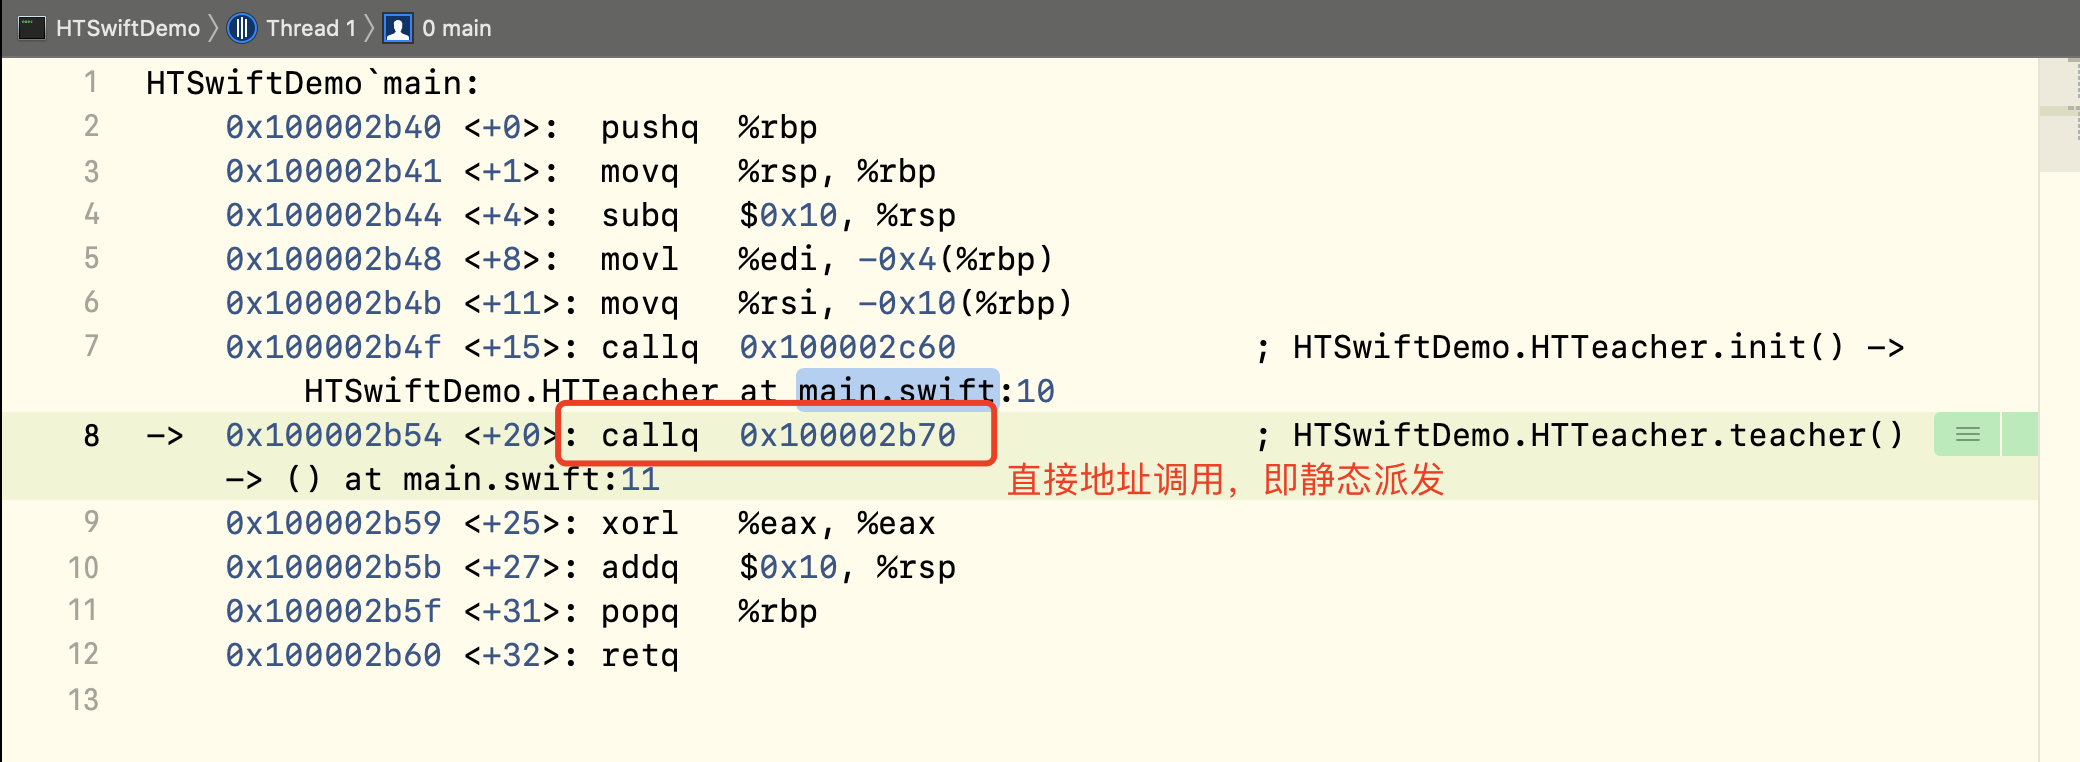 HTSwiftDemo 〉 Thread 1 〉 0 main
1 HTSwiftDemo`main:
2 0x100002b40 <+0>: pushq %rbp
3 0x100002b41 <+1>: movq %rsp, %rbp
4 0x100002b44 <+4>: subq $0x10, %rsp
5 0x100002b48 <+8>: movl %edi, -0x4(%rbp)
6 0x100002b4b <+11>: movq %rsi, -0x10(%rbp)
7 0x100002b4f <+15>: callq 0x100002c60 ; HTSwiftDemo.HTTeacher.init() ->
HTSwiftDemo.HTTeacher at main.swift:10
8 -> 0x100002b54 <+20>: callq 0x100002b70 ; HTSwiftDemo.HTTeacher.teacher()
-> () at main.swift:11 直接地址调用，即静态派发
9 0x100002b59 <+25>: xorl %eax, %eax
10 0x100002b5b <+27>: addq $0x10, %rsp
11 0x100002b5f <+31>: popq %rbp
12 0x100002b60 <+32>: retq
13